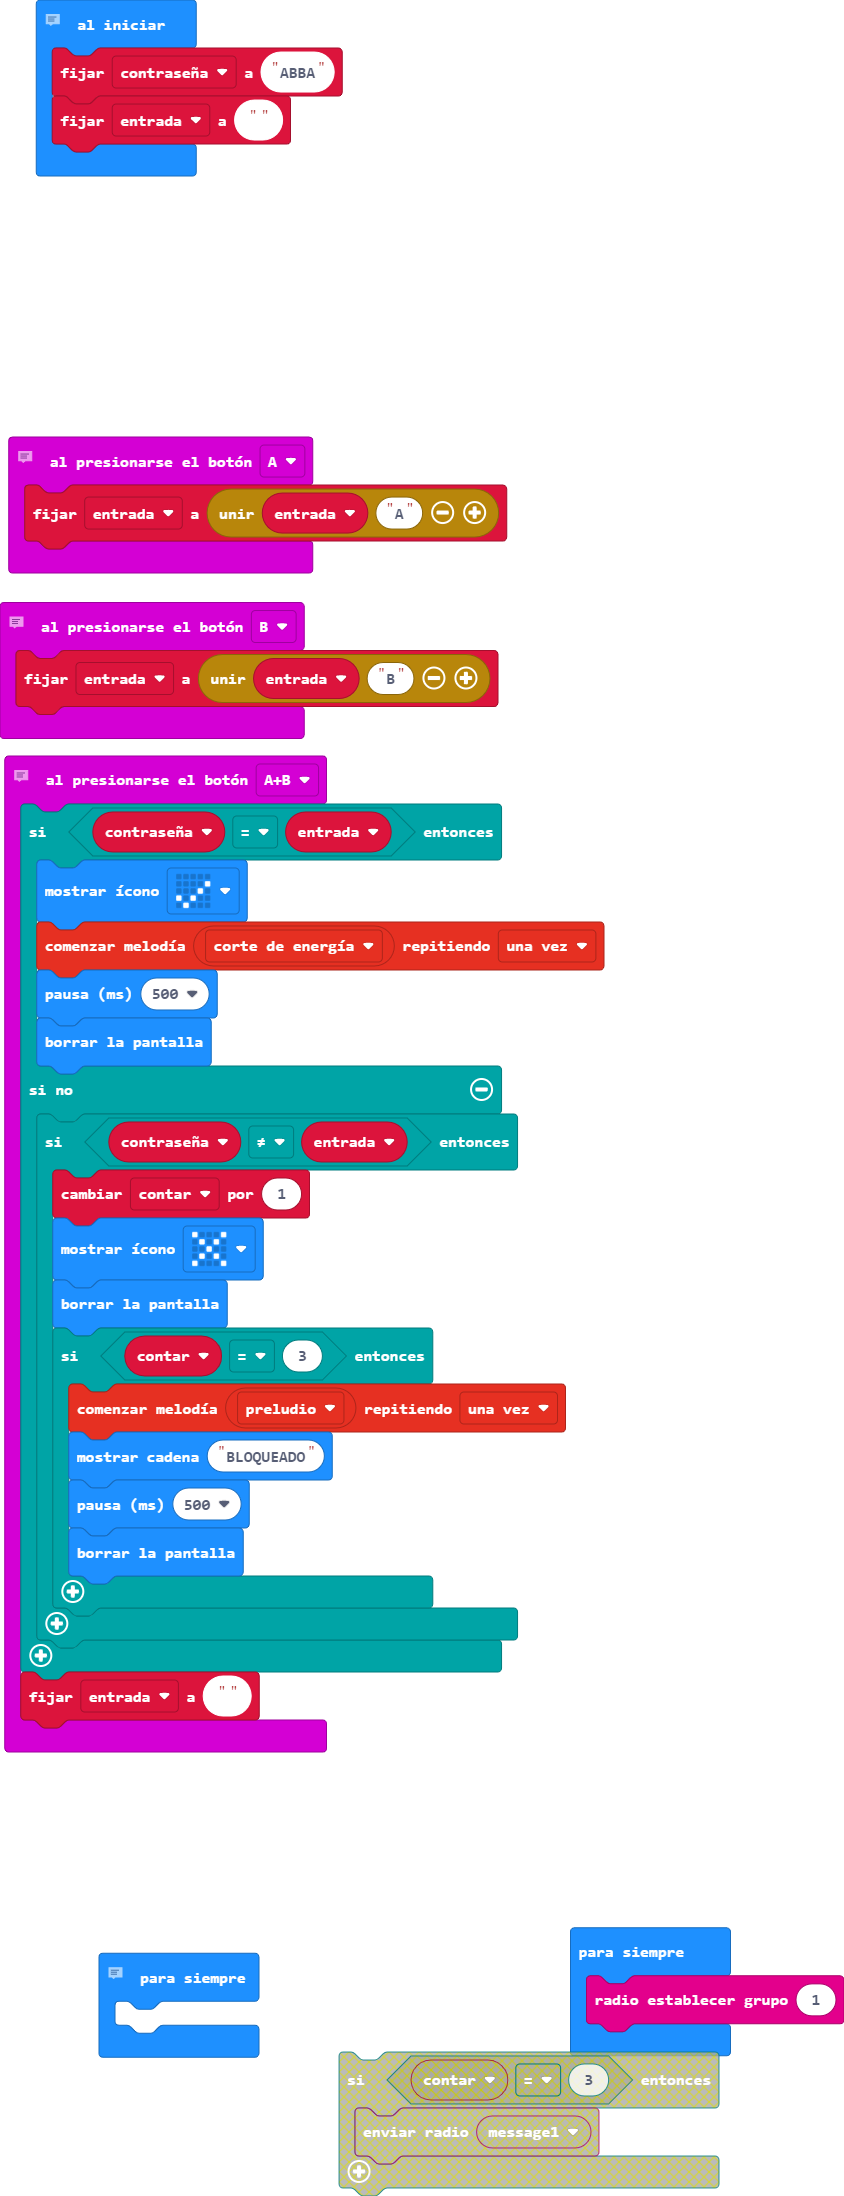 al iniciar
fijar contraseña a "ABBA"
fijar entrada a " "
al presionarse el botón A
fijar entrada a unir entrada "A"
al presionarse el botón B
fijar entrada a unir entrada "B"
al presionarse el botón A+B
si contraseña = entrada entonces
mostrar ícono
comenzar melodía corte de energía repitiendo una vez
pausa (ms) 500
borrar la pantalla
si no
si contraseña ≠ entrada entonces
cambiar contar por 1
mostrar ícono
borrar la pantalla
si contar = 3 entonces
comenzar melodía preludio repitiendo una vez
mostrar cadena "BLOQUEADO"
pausa (ms) 500
borrar la pantalla
fijar entrada a " "
para siempre
para siempre
radio establecer grupo 1
si contar = 3 entonces
enviar radio message1